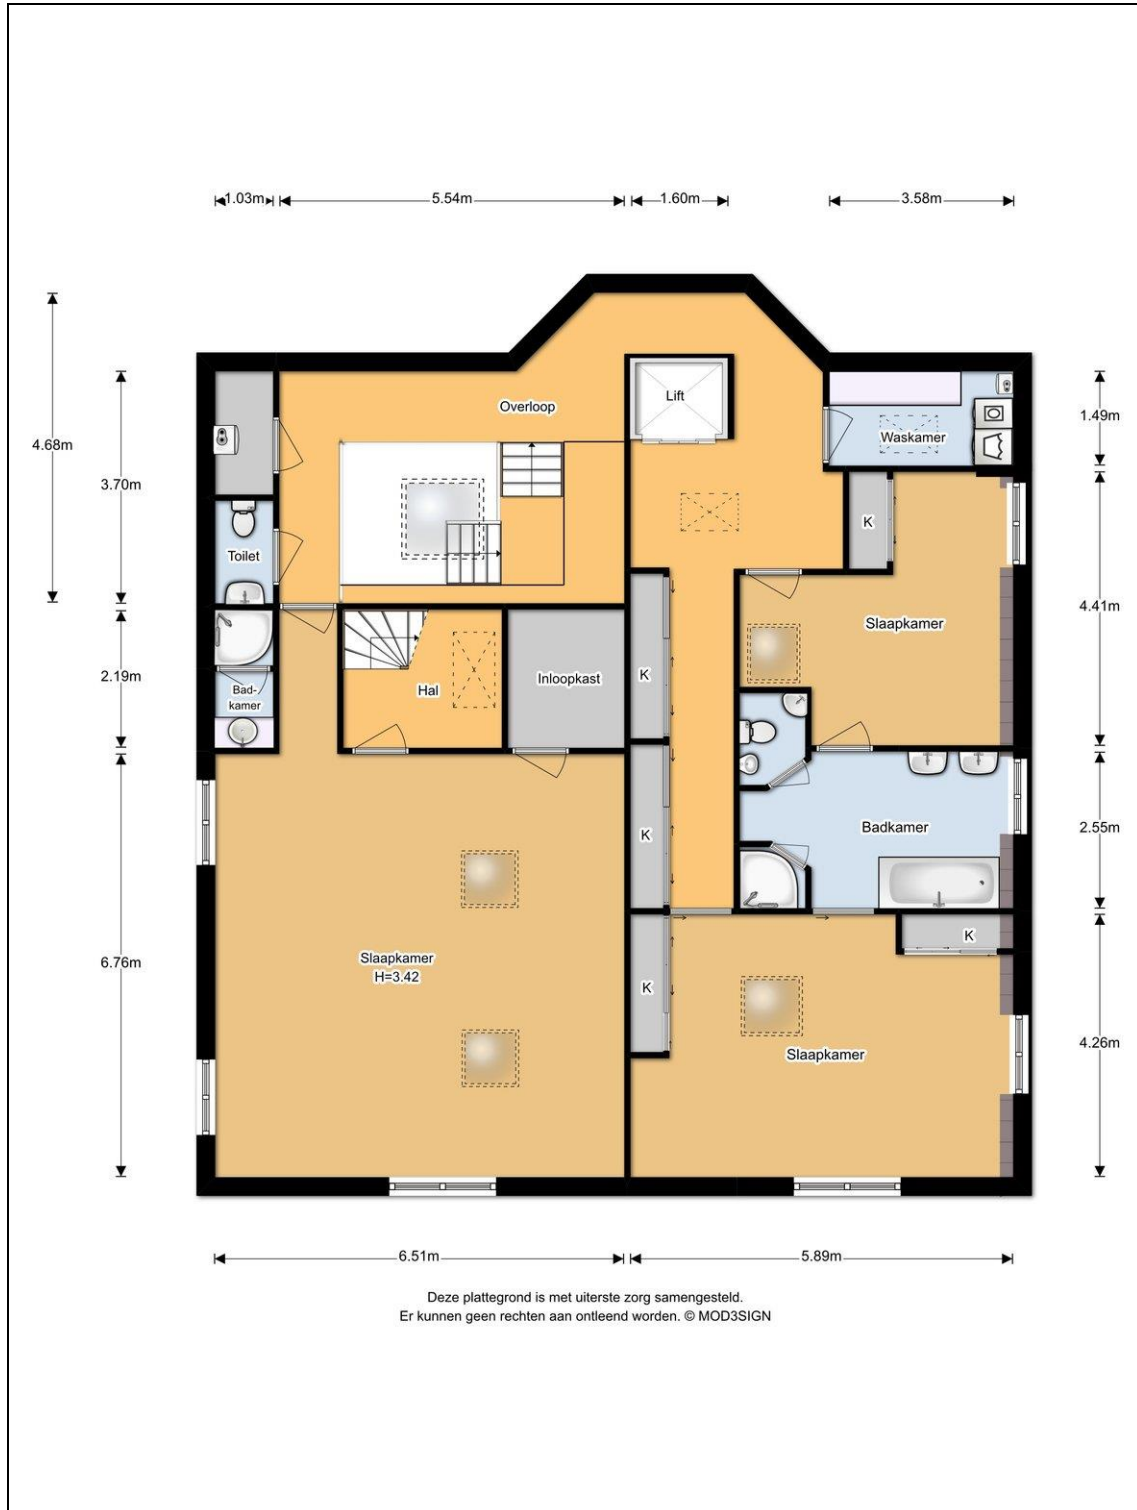 1.03m
5.54m
1.60m
3.58m
4.68m
3.70m
2.19m
6.76m
1.49m
4.41m
2.55m
4.26m
Overloop
Lift
Waskamer
K
Toilet
Slaapkamer
Bad-
kamer
Hal
Inloopkast
K
K
Badkamer
Slaapkamer
H=3.42
K
K
Slaapkamer
6.51m
5.89m
Deze plattegrond is met uiterste zorg samengesteld.
Er kunnen geen rechten aan ontleend worden. © MOD3SIGN